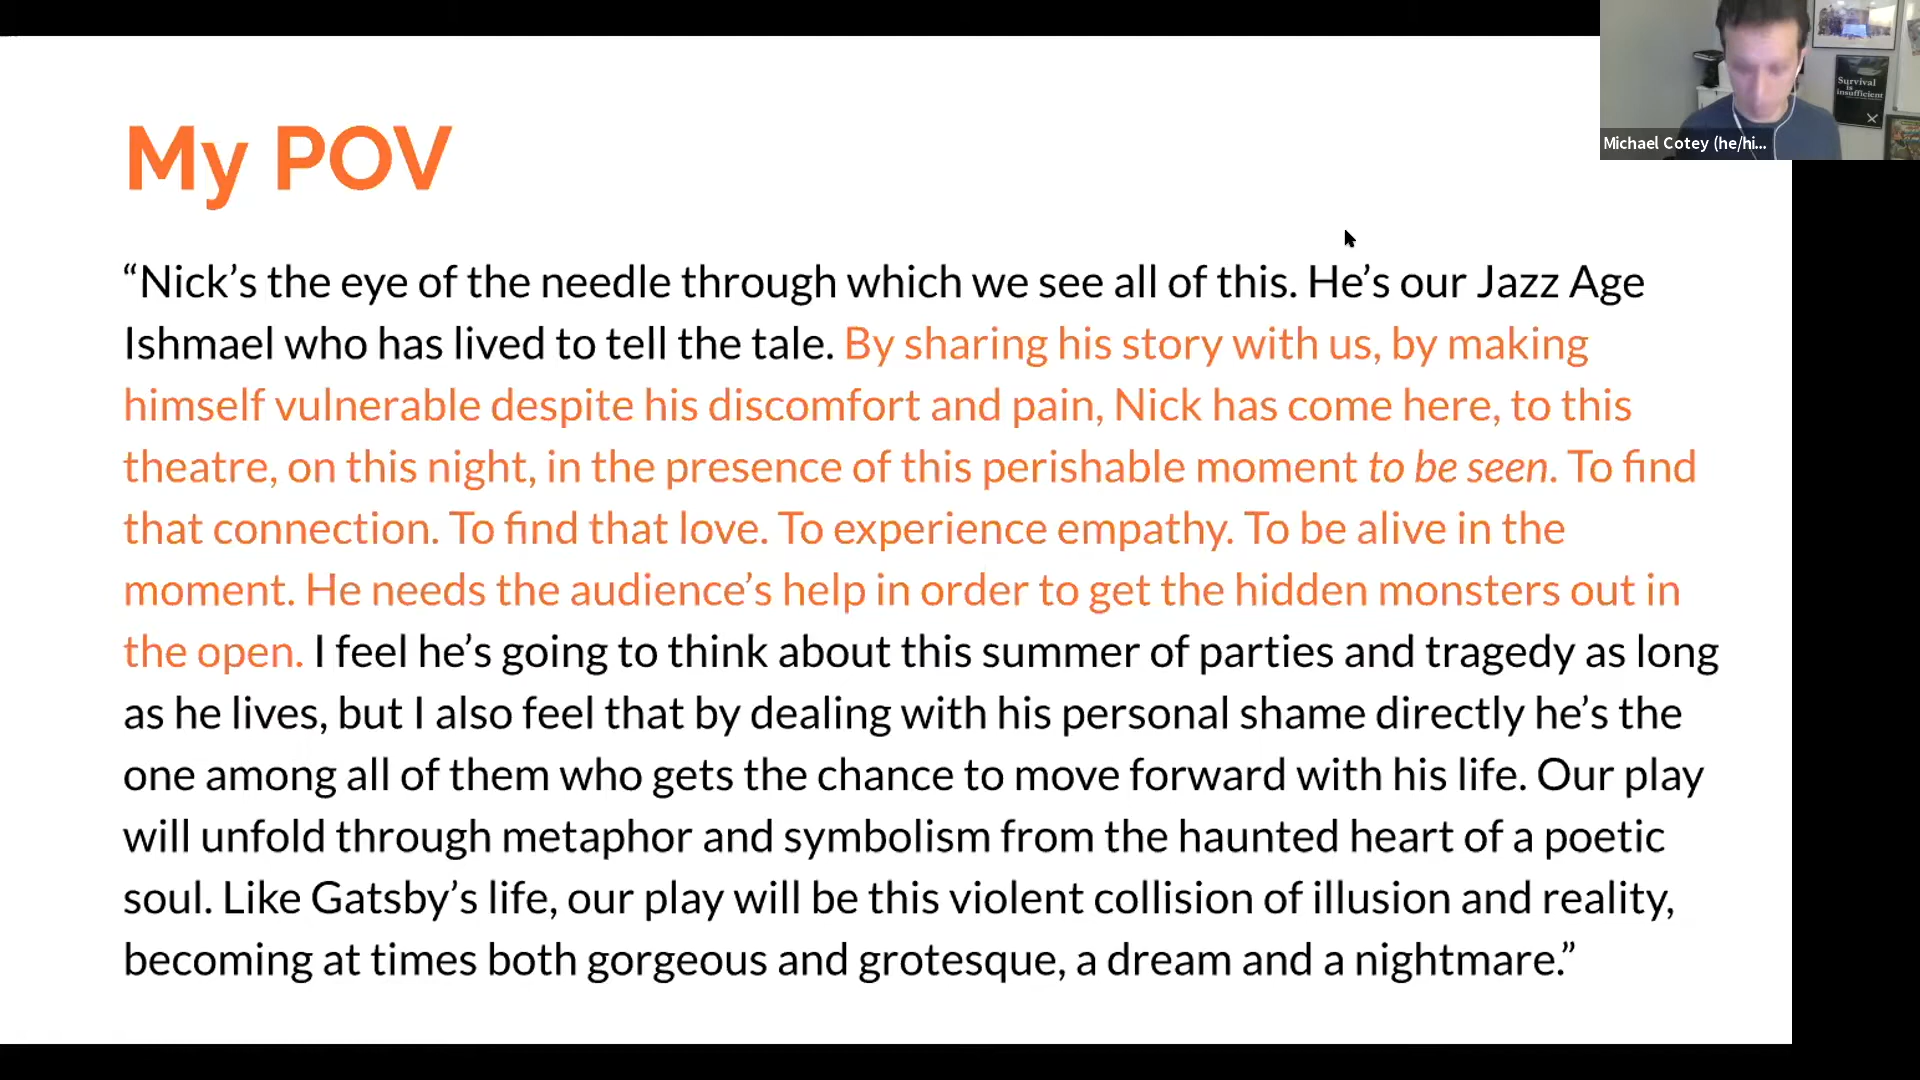 My POV
“Nick’s the eye of the needle through which we see all of this. He’s our Jazz Age
Ishmael who has lived to tell the tale. By sharing his story with us, by making
himself vulnerable despite his discomfort and pain, Nick has come here, to this
theatre, on this night, in the presence of this perishable moment to be seen. To find
that connection. To find that love. To experience empathy. To be alive in the
moment. He needs the audience’s help in order to get the hidden monsters out in
the open. I feel he’s going to think about this summer of parties and tragedy as long
as he lives, but I also feel that by dealing with his personal shame directly he’s the
one among all of them who gets the chance to move forward with his life. Our play
will unfold through metaphor and symbolism from the haunted heart of a poetic
soul. Like Gatsby’s life, our play will be this violent collision of illusion and reality,
becoming at times both gorgeous and grotesque, a dream and a nightmare.”
Survival
is
insufficient
Michael Cotey (he/hi...